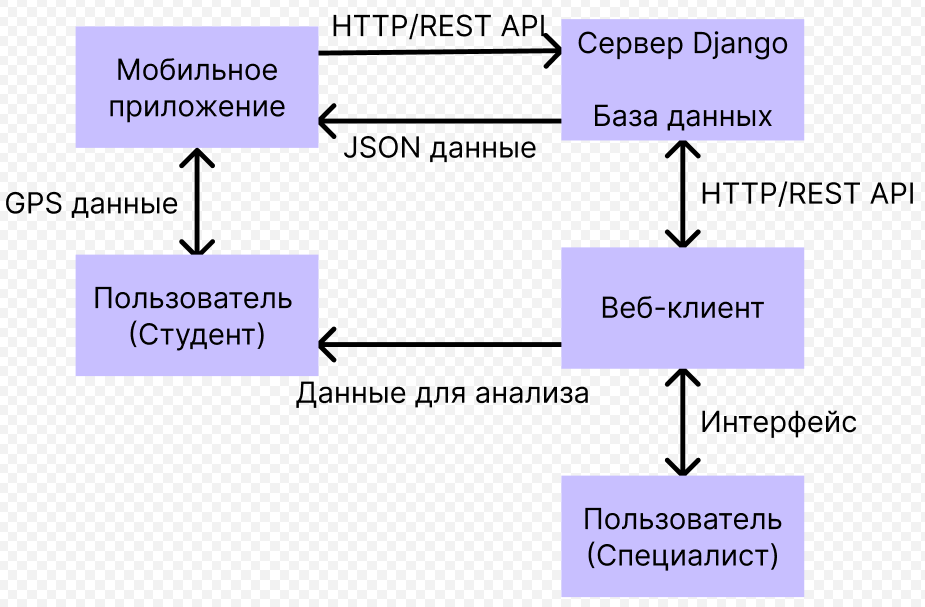 HTTP/REST API
Мобильное
приложение
Сервер Django
База данных
JSON данные
GPS данные
HTTP/REST API
Пользователь
(Студент)
Веб-клиент
Данные для анализа
Интерфейс
Пользователь
(Специалист)